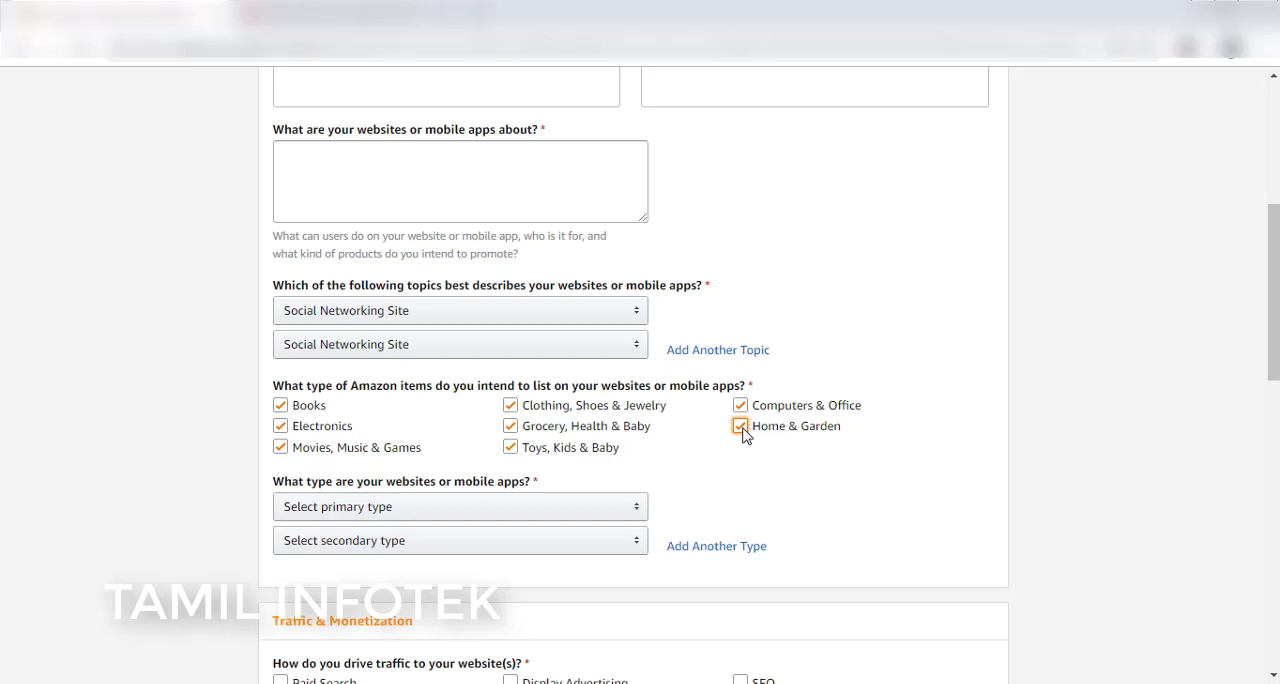 What are your websites or mobile apps about? *
What can users do on your website or mobile app, who is it for, and
what kind of products do you intend to promote?
Which of the following topics best describes your websites or mobile apps? *
Social Networking Site
Social Networking Site
Add Another Topic
What type of Amazon items do you intend to list on your websites or mobile apps? *
Books Clothing, Shoes & Jewelry Computers & Office
Electronics Grocery, Health & Baby Home & Garden
Movies, Music & Games Toys, Kids & Baby
What type are your websites or mobile apps? *
Select primary type
Select secondary type
Add Another Type
TAMIL INFOTEK
Traffic & Monetization
How do you drive traffic to your website(s)? *
Paid Search Display Advertising SEO